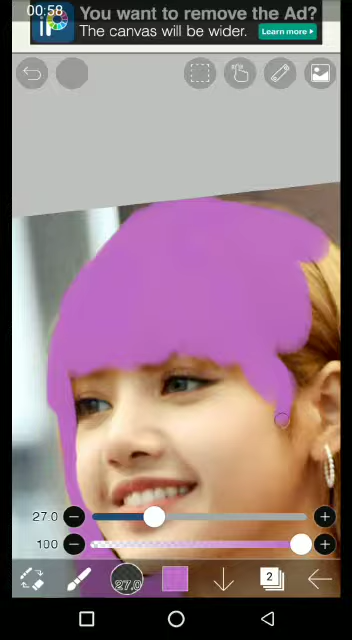 00:58
iP
You want to remove the Ad?
The canvas will be wider.
Learn more
27.0
100
27.0
2